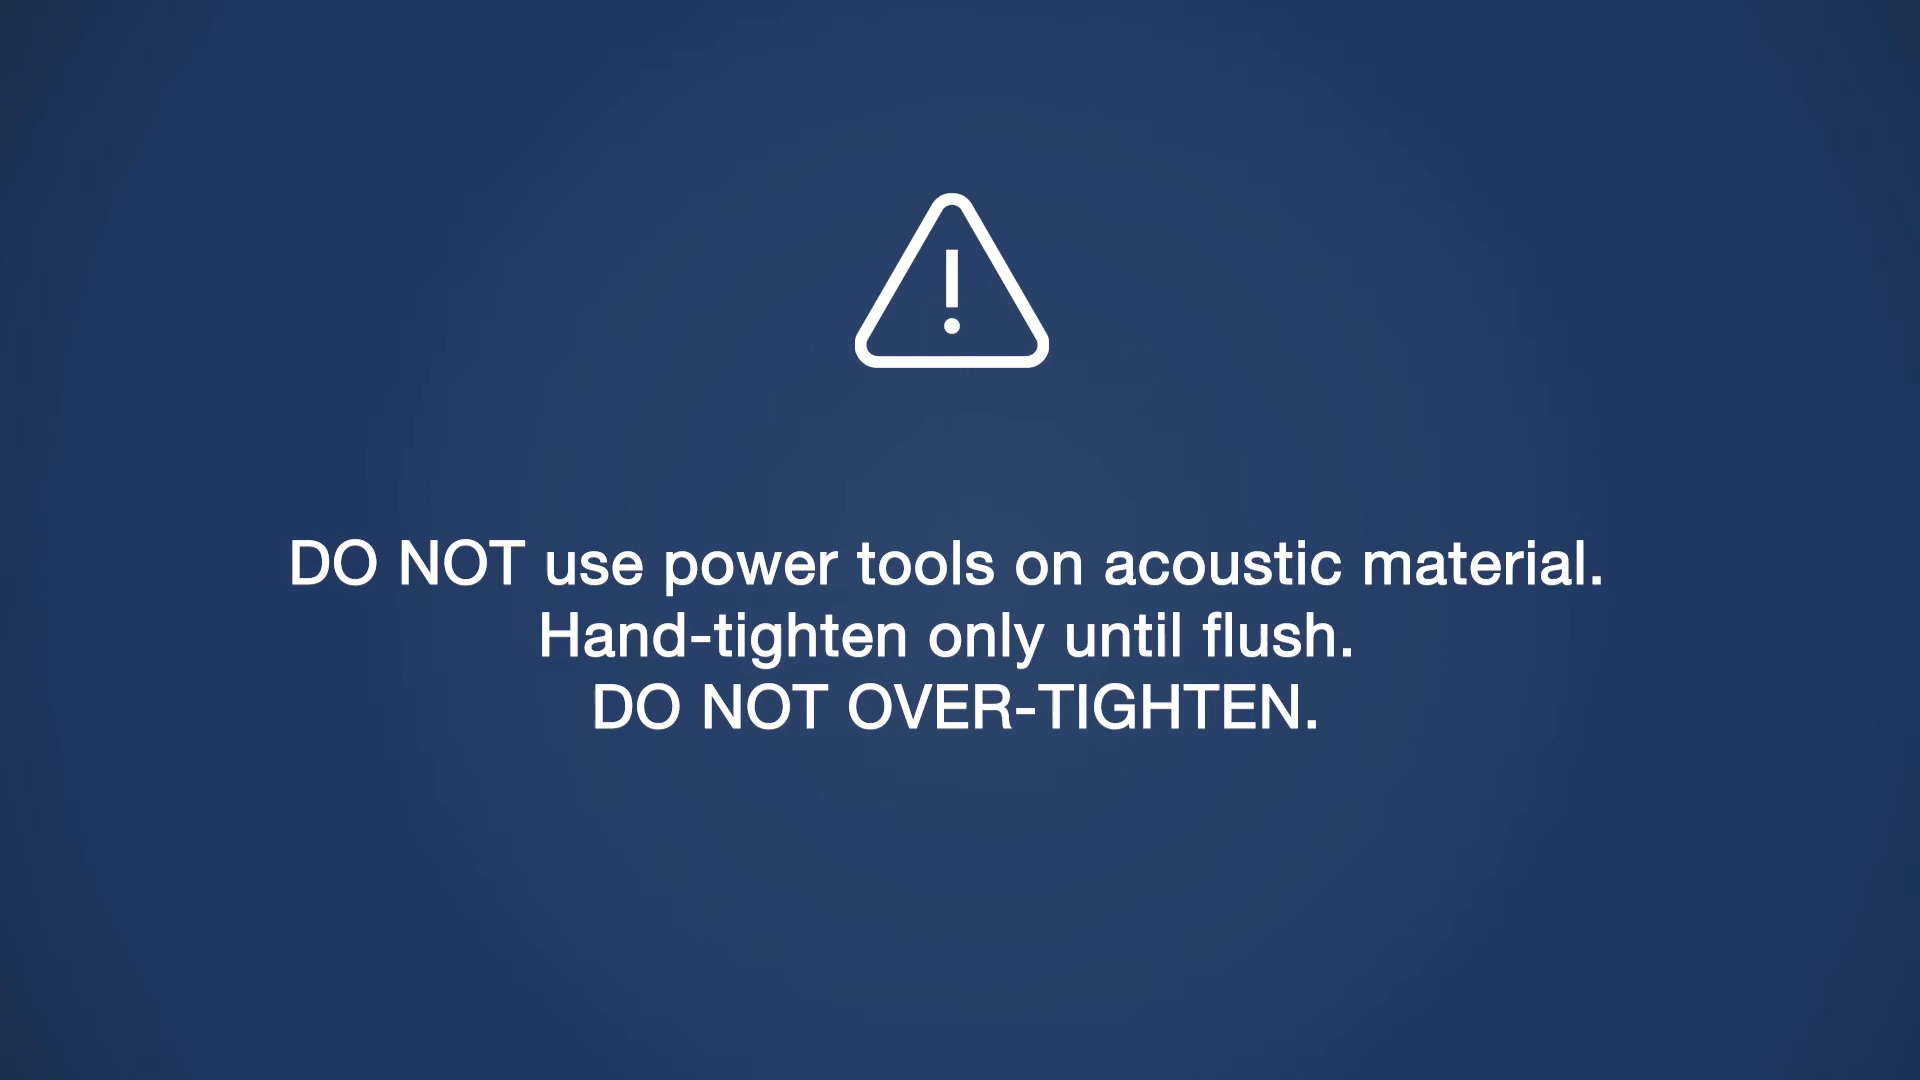 DO NOT use power tools on acoustic material.
Hand-tighten only until flush.
DO NOT OVER-TIGHTEN.